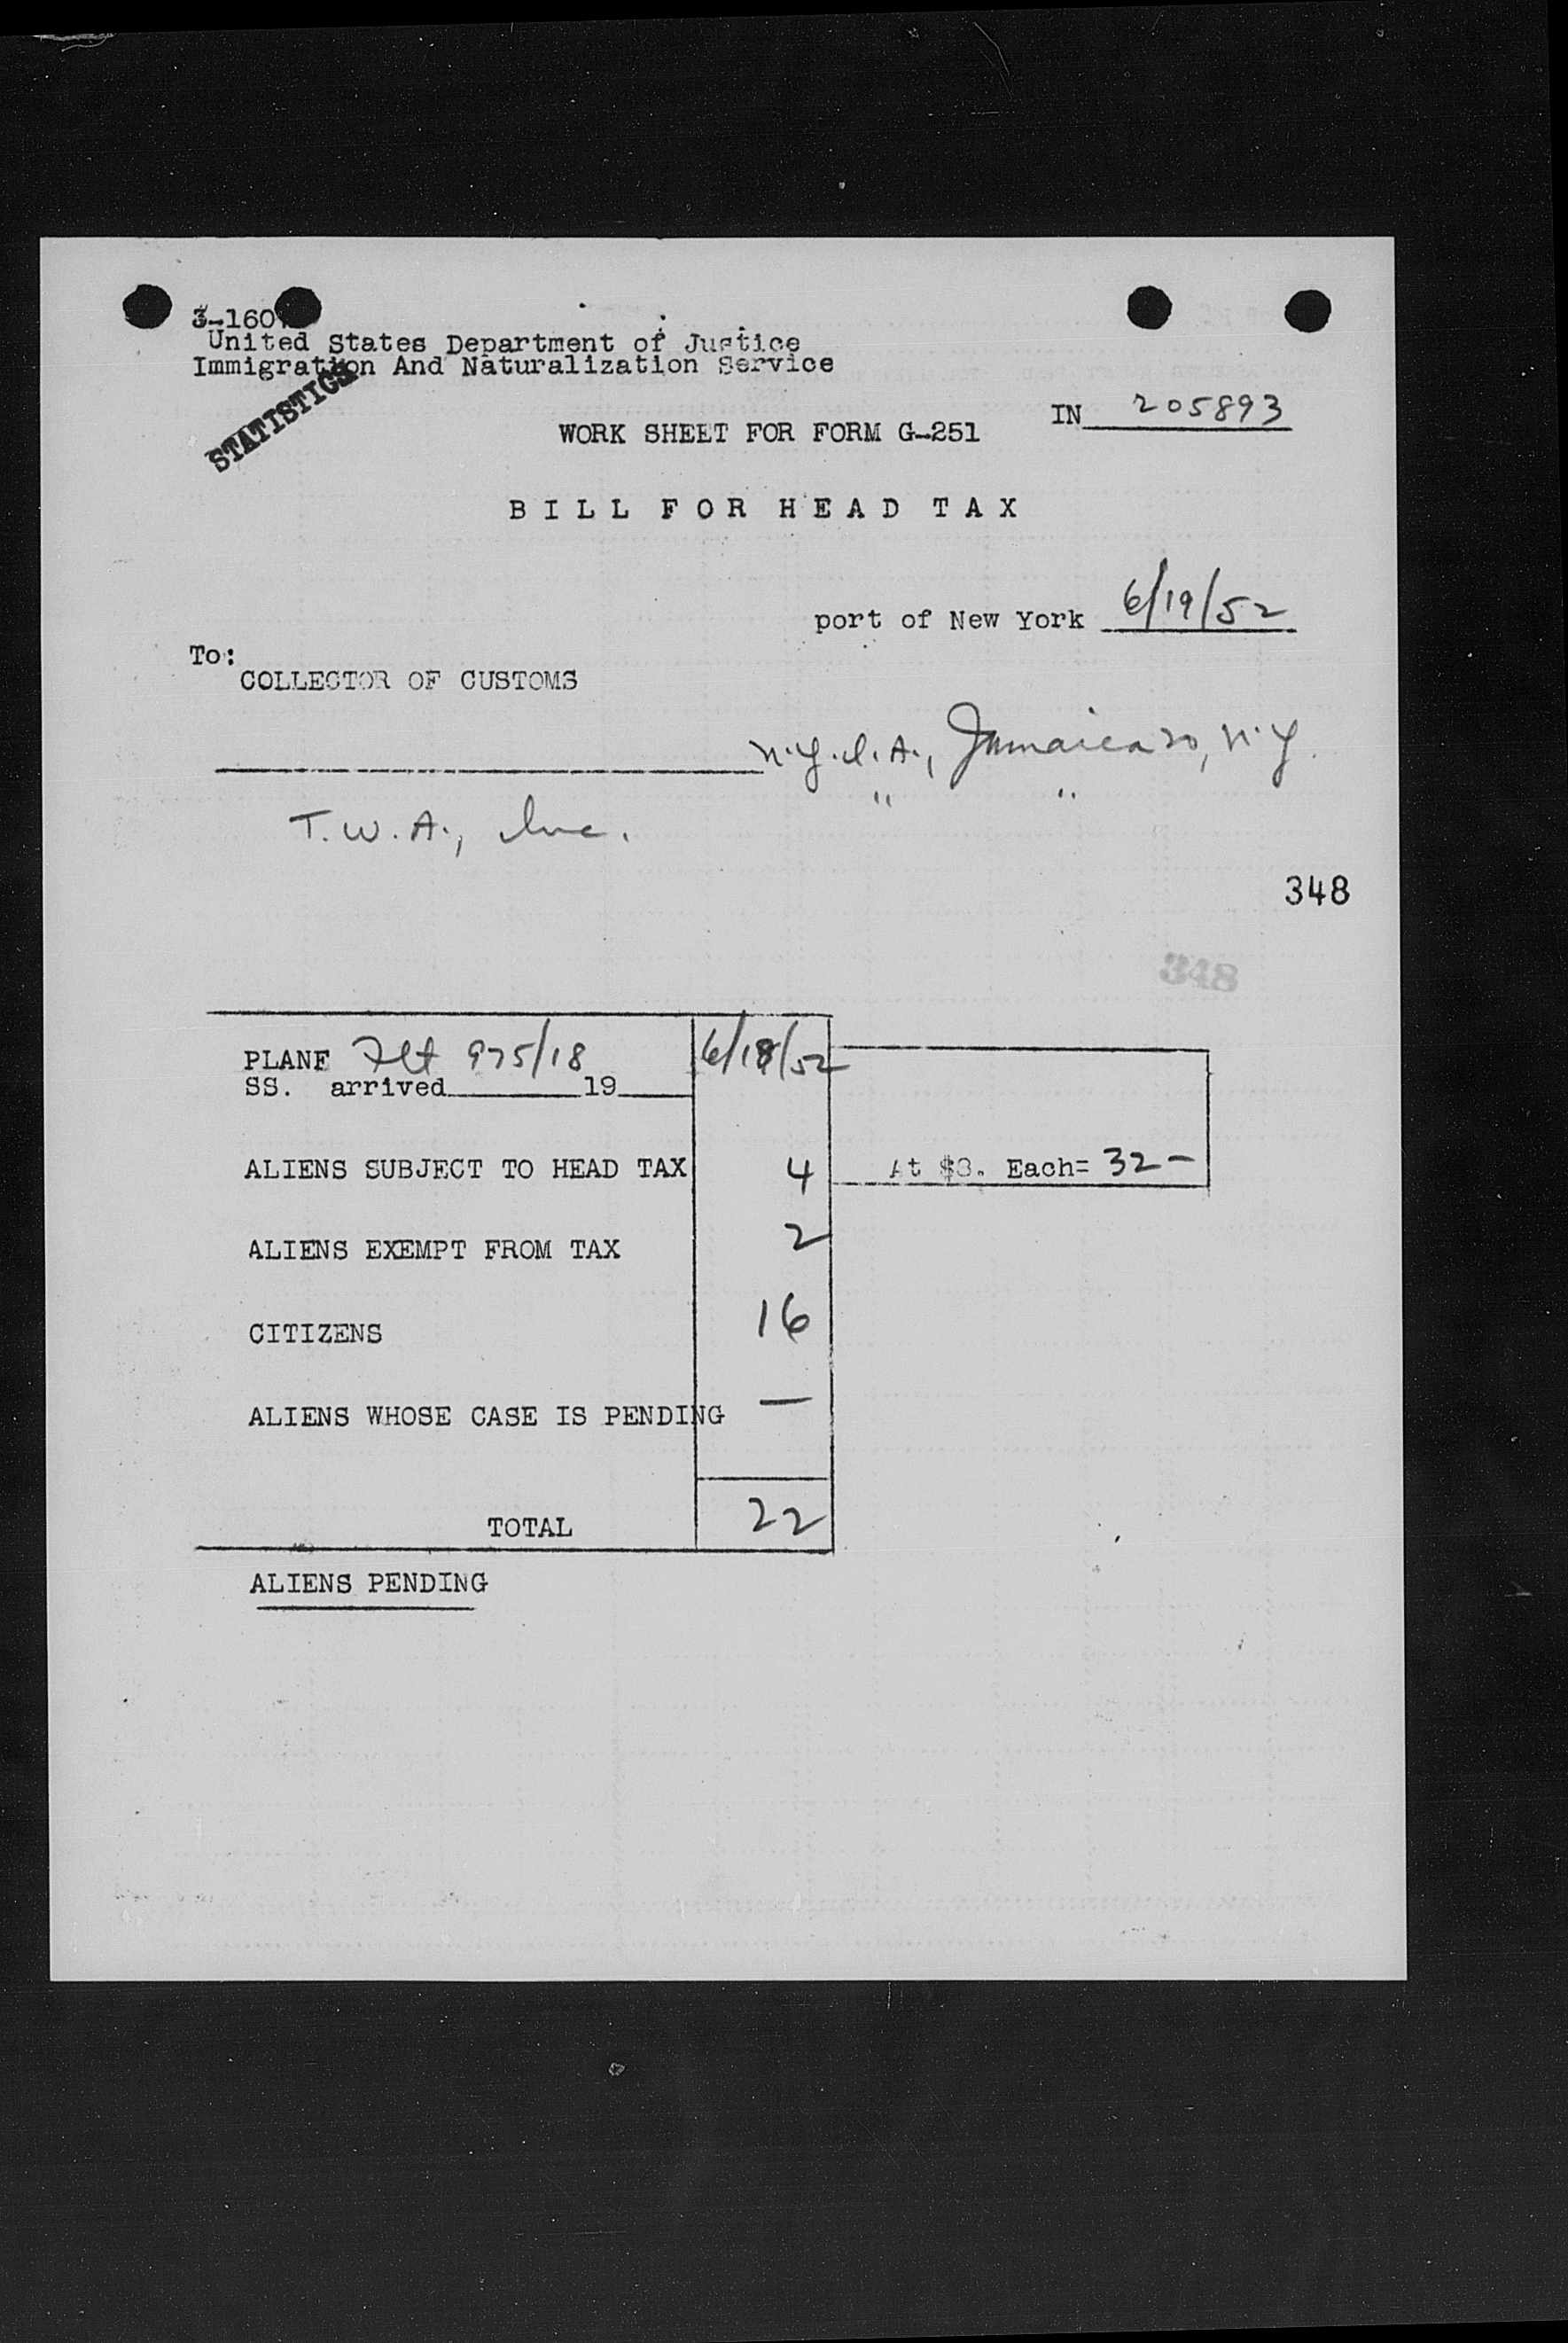 3-160
United States Department of Justice
Immigration And Naturalization Service
STATISTICS
IN 205893
WORK SHEET FOR FORM G-251
BILL FOR HEAD TAX
port of New York 6/19/52
To:
COLLECTOR OF CUSTOMS
N.Y.I.A., Jamaica 20, N.Y.
" "
T.W.A., Inc.
348
348
PLANE Flt 975/18 6/18/52
SS. arrived 19
ALIENS SUBJECT TO HEAD TAX 4 At $8. Each= 32-
ALIENS EXEMPT FROM TAX 2
CITIZENS 16
ALIENS WHOSE CASE IS PENDING —
TOTAL 22
ALIENS PENDING